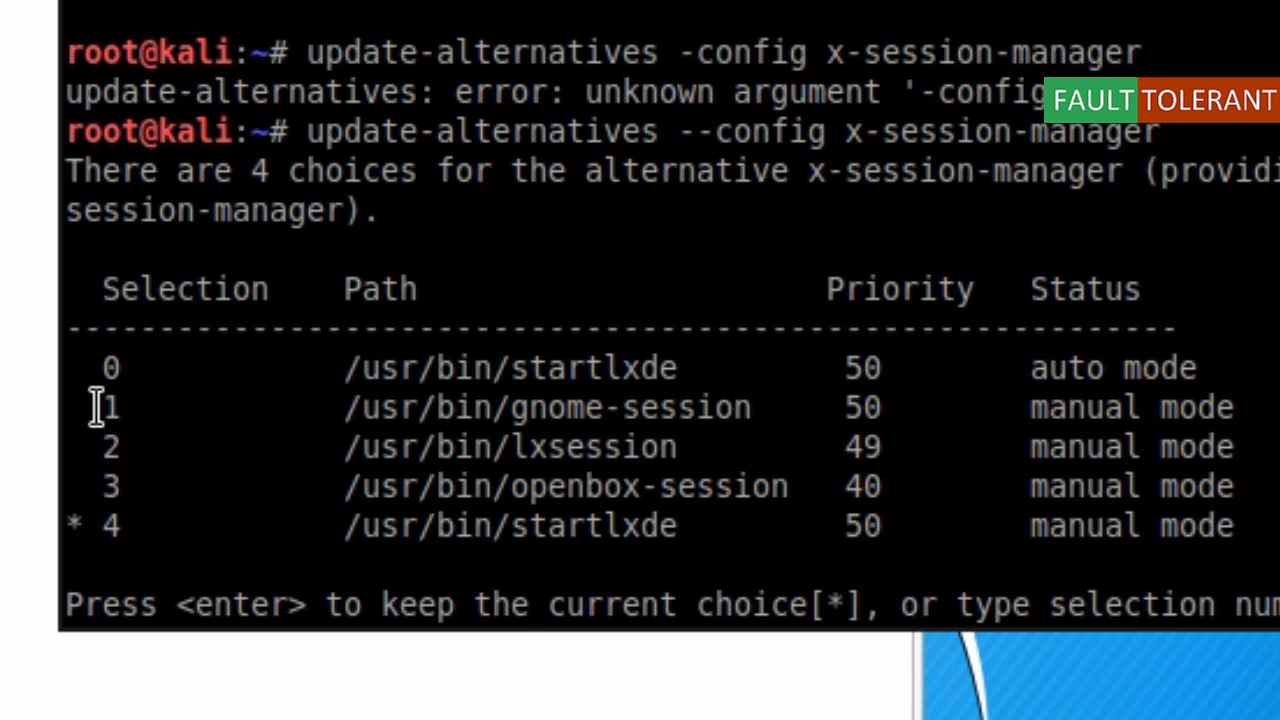 root@kali:~# update-alternatives -config x-session-manager
update-alternatives: error: unknown argument '-config
FAULT TOLERANT
root@kali:~# update-alternatives --config x-session-manager
There are 4 choices for the alternative x-session-manager (providi
session-manager).
Selection Path Priority Status
------------------------------------------------------------
0 /usr/bin/startlxde 50 auto mode
1 /usr/bin/gnome-session 50 manual mode
2 /usr/bin/lxsession 49 manual mode
3 /usr/bin/openbox-session 40 manual mode
* 4 /usr/bin/startlxde 50 manual mode
Press <enter> to keep the current choice[*], or type selection num